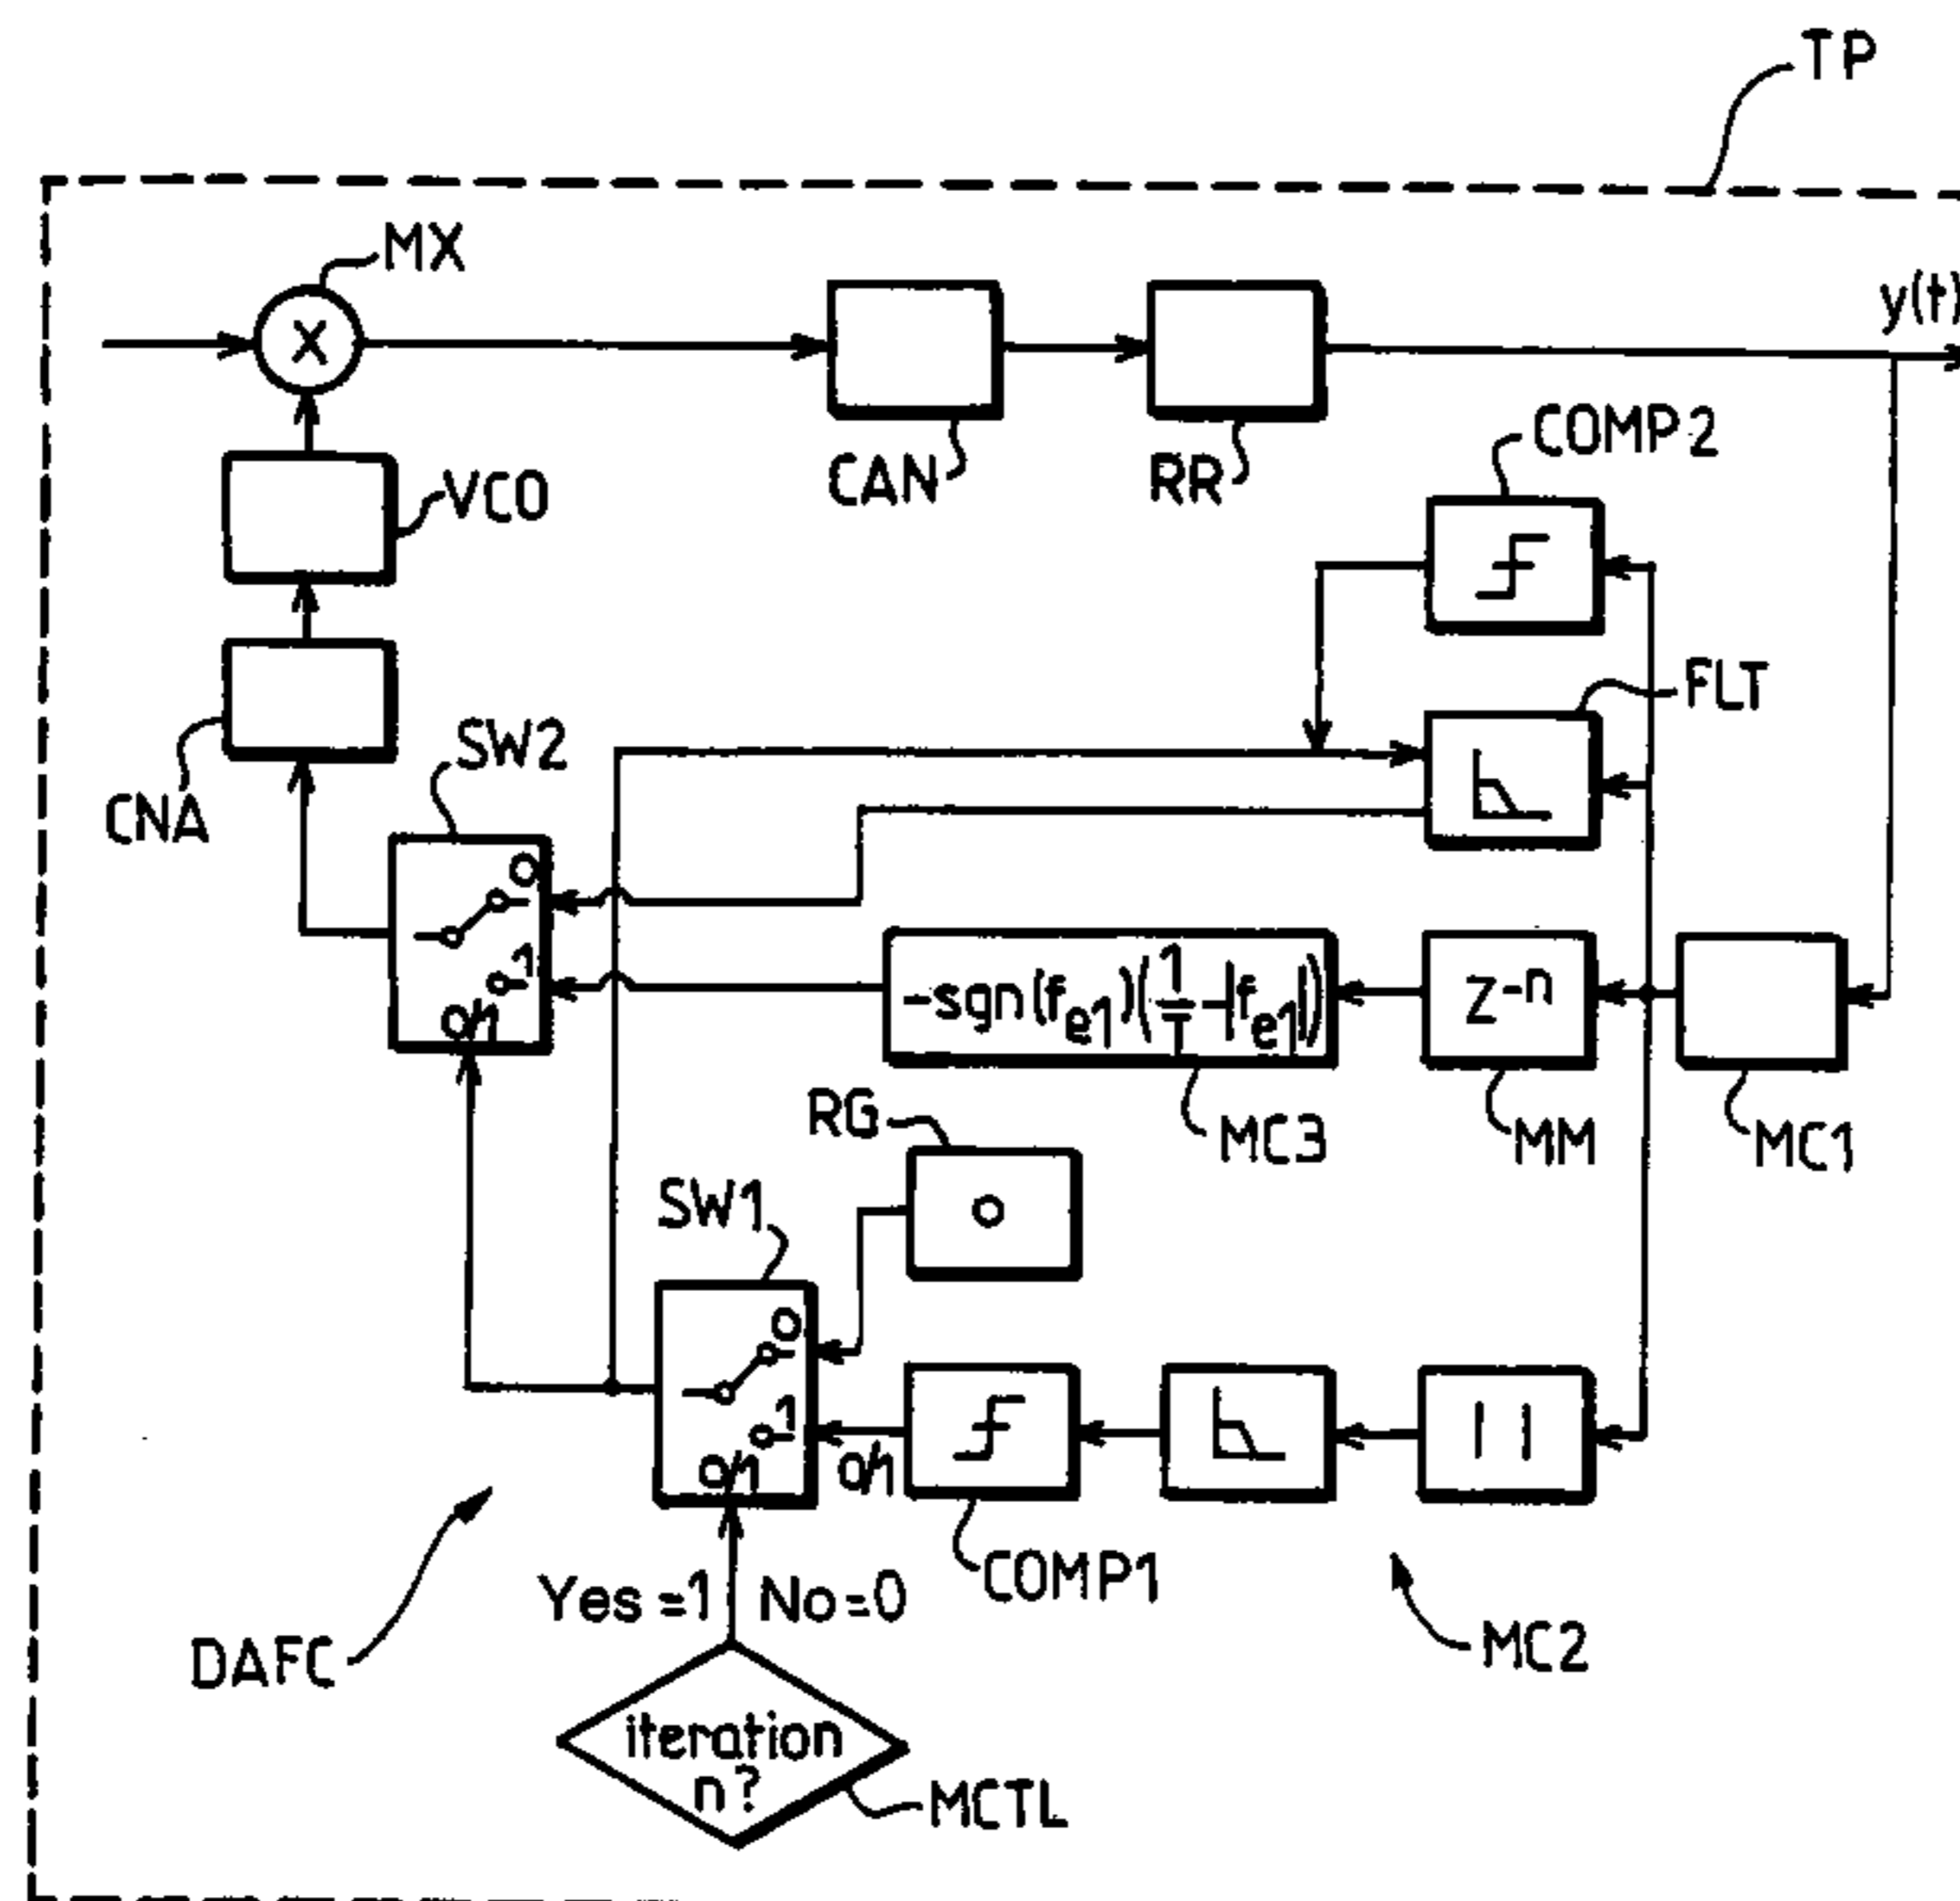 TP
MX
y(t)
COMP2
VCO
CAN
RR
FLT
SW2
CNA
0
1
0/1
-sgn(fe1)(1/T-|fe1|)
z-n
RG
MC3
MM
MC1
SW1
0
0
1
0/1
0/1
| |
COMP1
Yes=1 No=0
DAFC
MC2
iteration
n?
MCTL